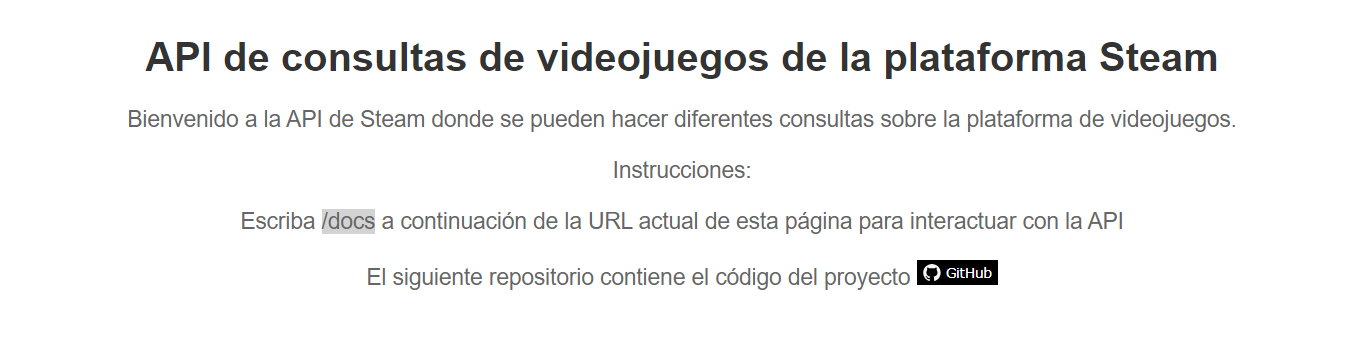 API de consultas de videojuegos de la plataforma Steam
Bienvenido a la API de Steam donde se pueden hacer diferentes consultas sobre la plataforma de videojuegos.
Instrucciones:
Escriba /docs a continuación de la URL actual de esta página para interactuar con la API
El siguiente repositorio contiene el código del proyecto GitHub